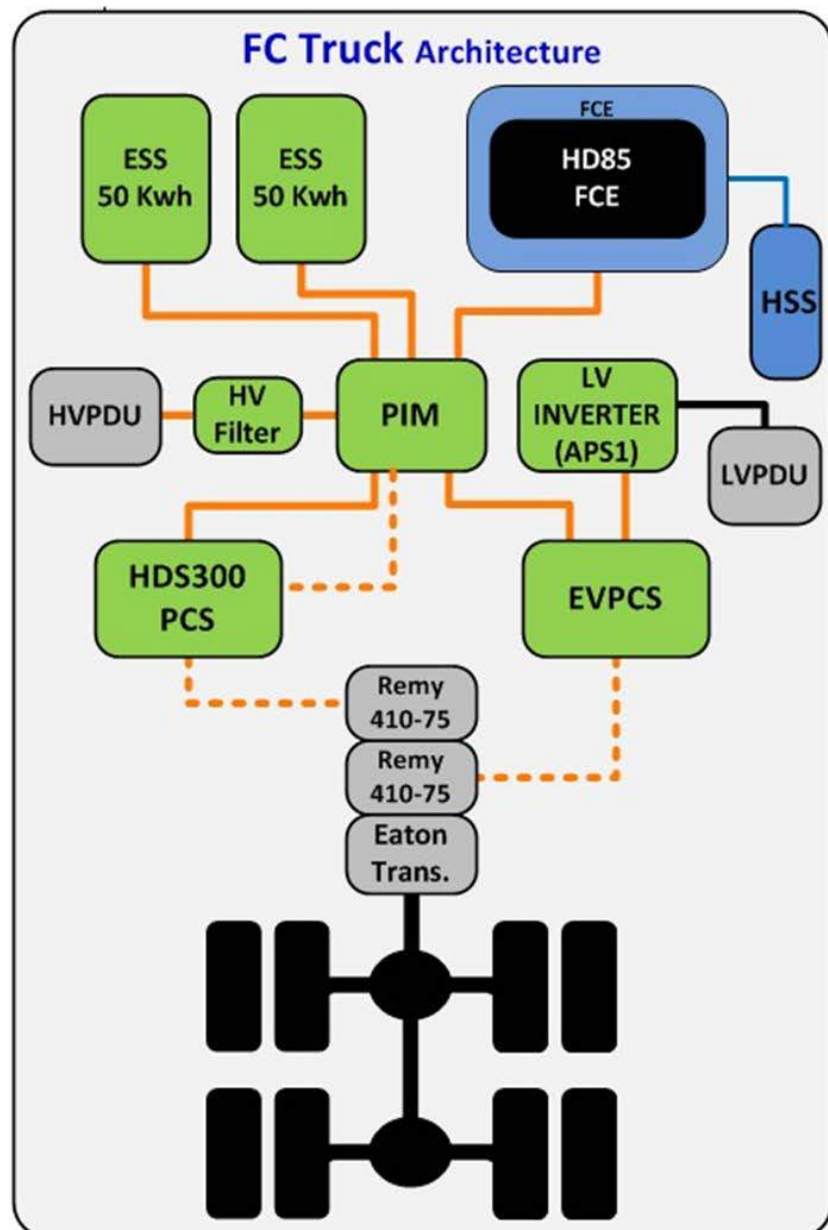 FC Truck Architecture
ESS
50 Kwh
ESS
50 Kwh
FCE
HD85
FCE
HSS
HVPDU
HV
Filter
PIM
LV
INVERTER
(APS1)
LVPDU
HDS300
PCS
EVPCS
Remy
410-75
Remy
410-75
Eaton
Trans.